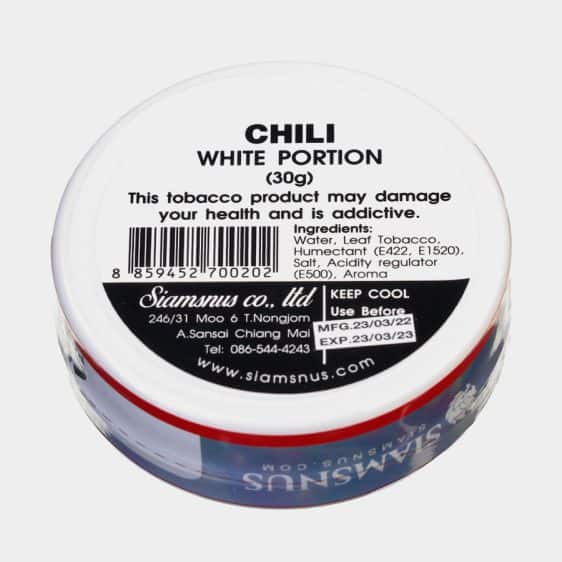 CHILI
WHITE PORTION
(30g)
This tobacco product may damage
your health and is addictive.
8 859452 700202
Ingredients:
Water, Leaf Tobacco,
Humectant (E422, E1520),
Salt, Acidity regulator
(E500), Aroma
Siamsnus co., ltd
246/31 Moo 6 T.Nongjom
A.Sansai Chiang Mai
Tel: 086-544-4243
KEEP COOL
Use Before
MFG.23/03/22
EXP.23/03/23
www.siamsnus.com
SIAMSNUS
SIAMSNUS.COM